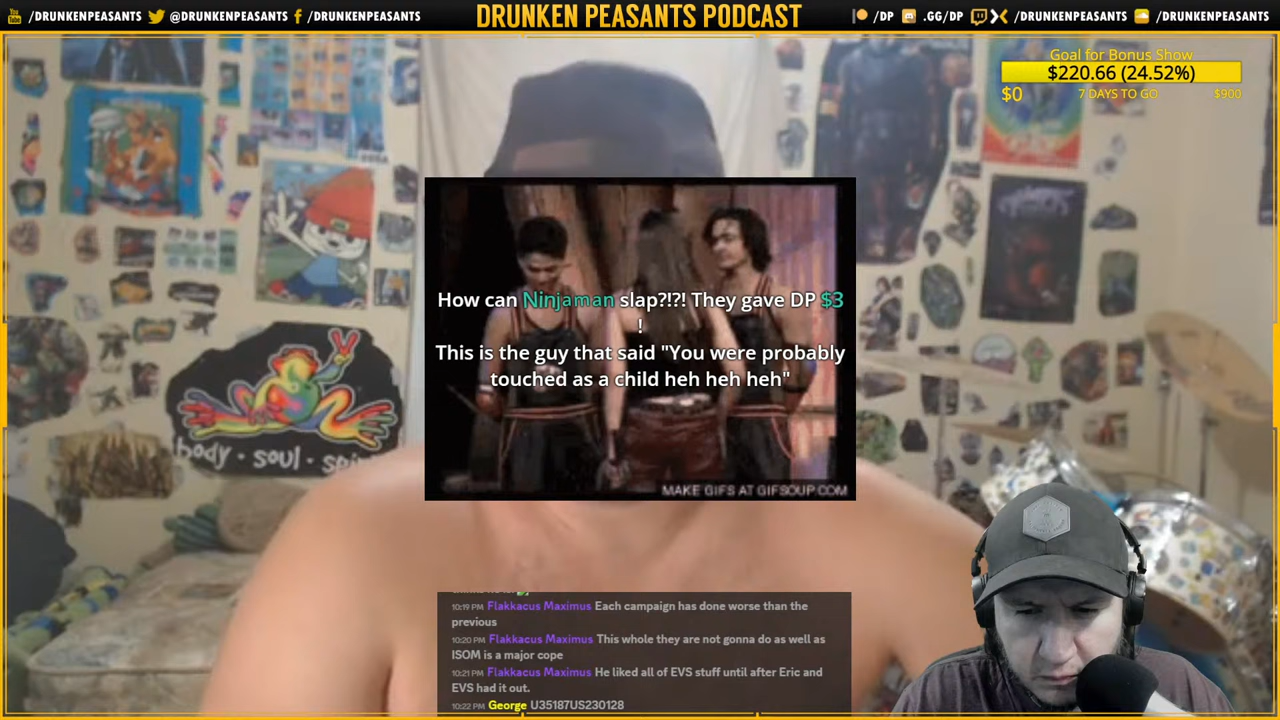 You Tube /DRUNKENPEASANTS @DRUNKENPEASANTS /DRUNKENPEASANTS DRUNKEN PEASANTS PODCAST /DP .GG/DP /DRUNKENPEASANTS /DRUNKENPEASANTS
Goal for Bonus Show
$220.66 (24.52%)
$0 7 DAYS TO GO $900
SEGA
How can Ninjaman slap?!?! They gave DP $3
!
This is the guy that said "You were probably
touched as a child heh heh heh"
MAKE GIFS AT GIFSOUP.COM
body · soul · spi
10:19 PM Flakkacus Maximus Each campaign has done worse than the
previous
10:20 PM Flakkacus Maximus This whole they are not gonna do as well as
ISOM is a major cope
10:21 PM Flakkacus Maximus He liked all of EVS stuff until after Eric and
EVS had it out.
10:22 PM George U35187US230128